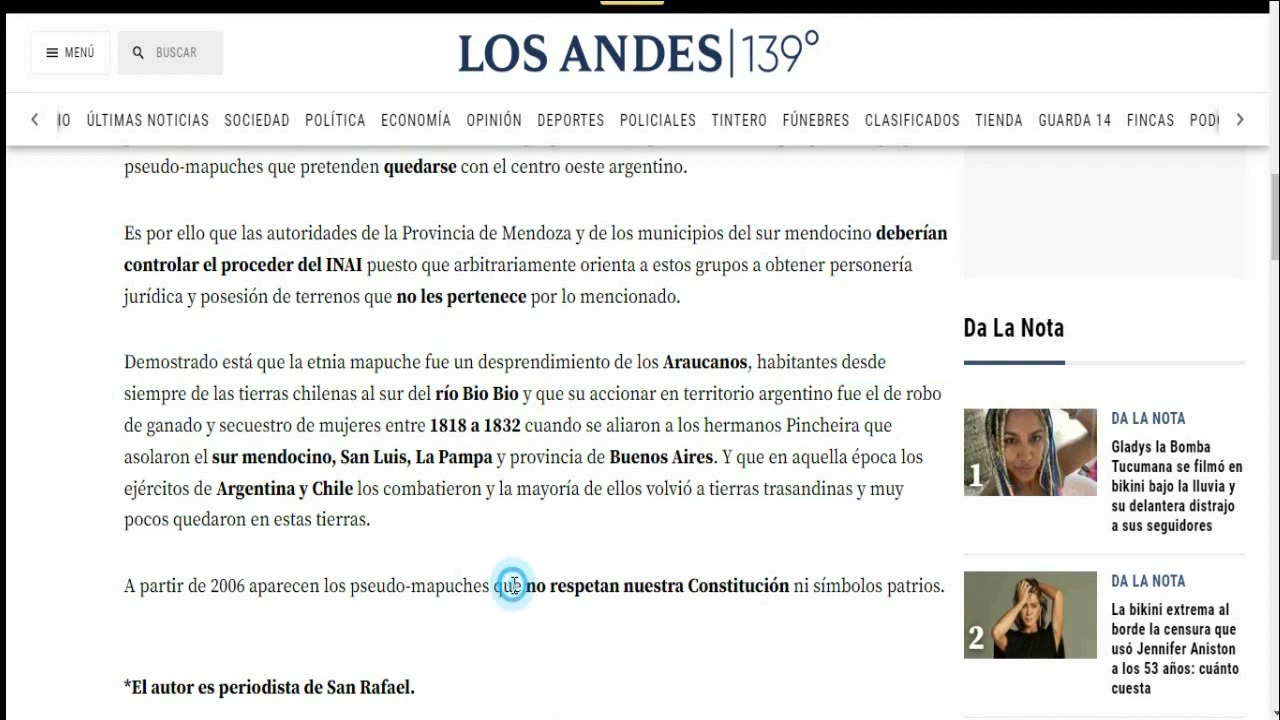 MENÚ
BUSCAR
LOS ANDES|139°
ÚLTIMAS NOTICIAS SOCIEDAD POLÍTICA ECONOMÍA OPINIÓN DEPORTES POLICIALES TINTERO FÚNEBRES CLASIFICADOS TIENDA GUARDA 14 FINCAS
pseudo-mapuches que pretenden quedarse con el centro oeste argentino.
Es por ello que las autoridades de la Provincia de Mendoza y de los municipios del sur mendocino deberían
controlar el proceder del INAI puesto que arbitrariamente orienta a estos grupos a obtener personería
jurídica y posesión de terrenos que no les pertenece por lo mencionado.
Demostrado está que la etnia mapuche fue un desprendimiento de los Araucanos, habitantes desde
siempre de las tierras chilenas al sur del río Bio Bio y que su accionar en territorio argentino fue el de robo
de ganado y secuestro de mujeres entre 1818 a 1832 cuando se aliaron a los hermanos Pincheira que
asolaron el sur mendocino, San Luis, La Pampa y provincia de Buenos Aires. Y que en aquella época los
ejércitos de Argentina y Chile los combatieron y la mayoría de ellos volvió a tierras trasandinas y muy
pocos quedaron en estas tierras.
A partir de 2006 aparecen los pseudo-mapuches que no respetan nuestra Constitución ni símbolos patrios.
*El autor es periodista de San Rafael.
Da La Nota
1
DA LA NOTA
Gladys la Bomba
Tucumana se filmó en
bikini bajo la lluvia y
su delantera distrajo
a sus seguidores
2
DA LA NOTA
La bikini extrema al
borde la censura que
usó Jennifer Aniston
a los 53 años: cuánto
cuesta